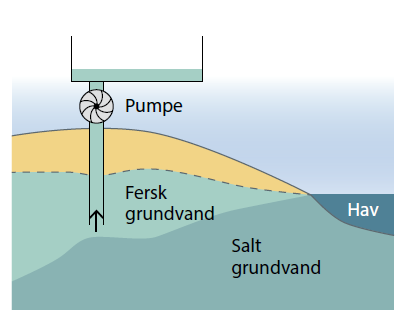 Pumpe
Fersk
grundvand
Hav
Salt
grundvand